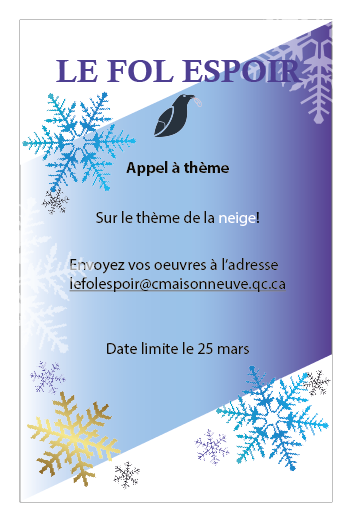 LE FOL ESPOIR
Appel à thème
Sur le thème de la neige!
Envoyez vos oeuvres à l'adresse
lefolespoir@cmaisonneuve.qc.ca
Date limite le 25 mars